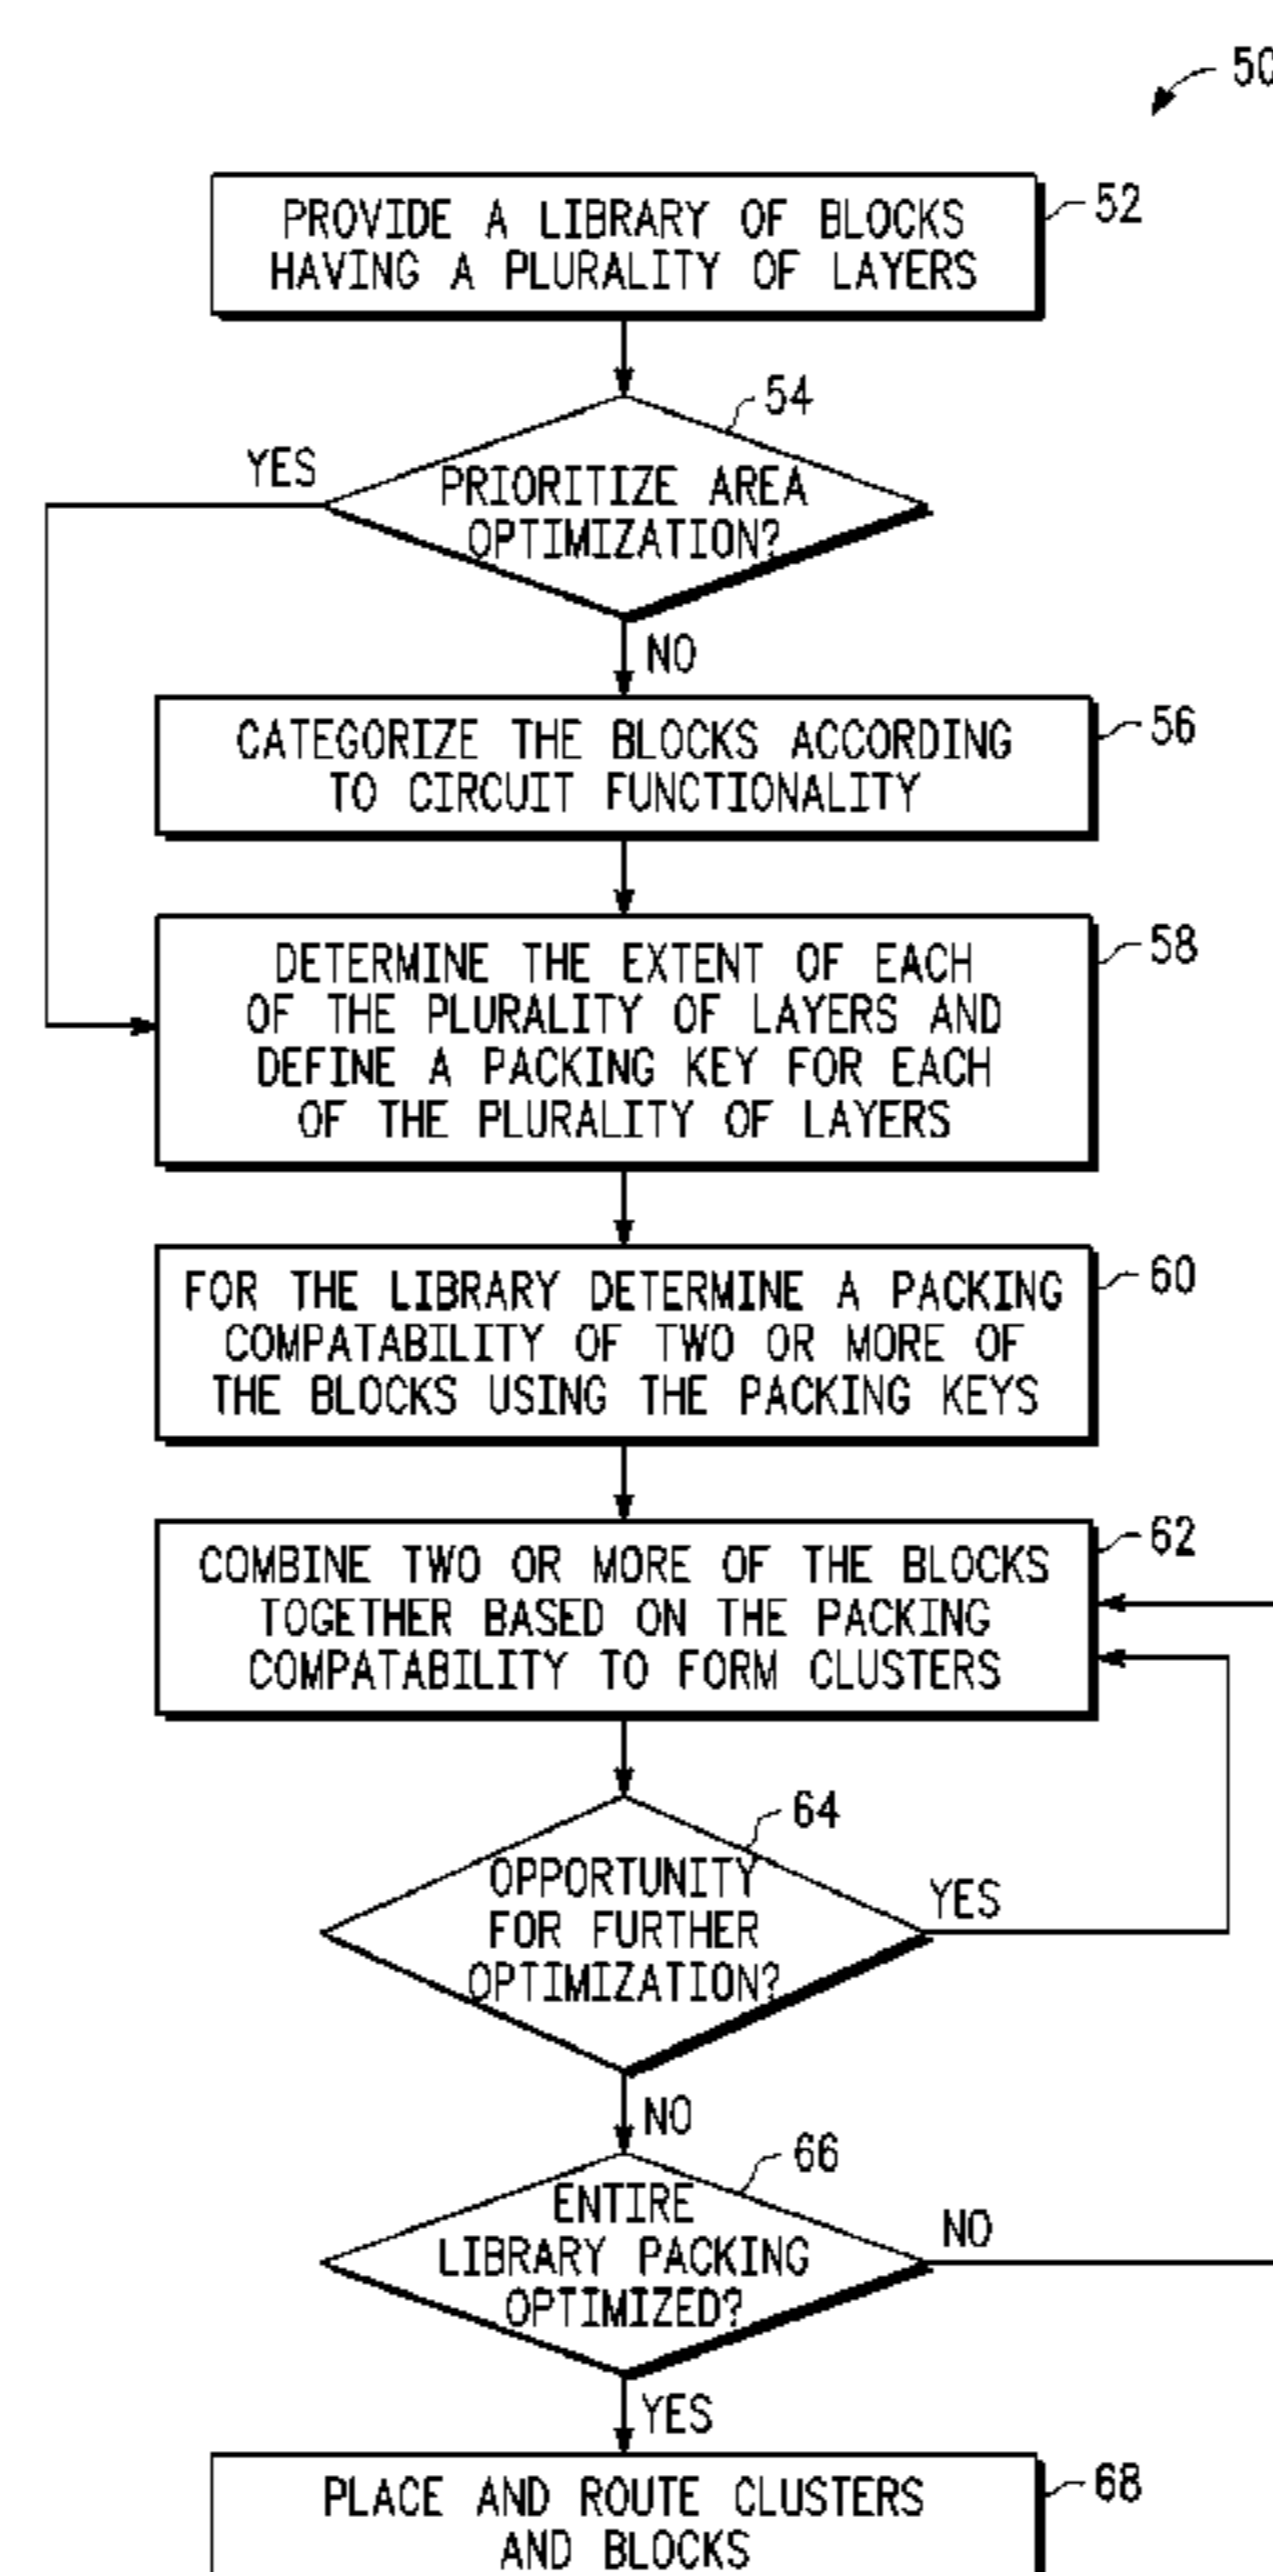 50
PROVIDE A LIBRARY OF BLOCKS
HAVING A PLURALITY OF LAYERS
52
54
YES
PRIORITIZE AREA
OPTIMIZATION?
NO
CATEGORIZE THE BLOCKS ACCORDING
TO CIRCUIT FUNCTIONALITY
56
DETERMINE THE EXTENT OF EACH
OF THE PLURALITY OF LAYERS AND
DEFINE A PACKING KEY FOR EACH
OF THE PLURALITY OF LAYERS
58
FOR THE LIBRARY DETERMINE A PACKING
COMPATABILITY OF TWO OR MORE OF
THE BLOCKS USING THE PACKING KEYS
60
COMBINE TWO OR MORE OF THE BLOCKS
TOGETHER BASED ON THE PACKING
COMPATABILITY TO FORM CLUSTERS
62
64
OPPORTUNITY
FOR FURTHER
OPTIMIZATION?
YES
NO
66
ENTIRE
LIBRARY PACKING
OPTIMIZED?
NO
YES
PLACE AND ROUTE CLUSTERS
AND BLOCKS
68